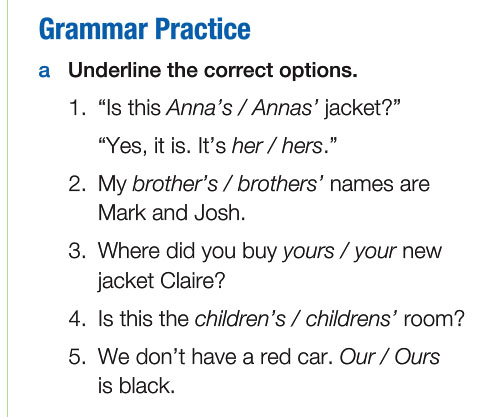 Grammar Practice
a Underline the correct options.
1. “Is this Anna’s / Annas’ jacket?”
“Yes, it is. It’s her / hers.”
2. My brother’s / brothers’ names are
Mark and Josh.
3. Where did you buy yours / your new
jacket Claire?
4. Is this the children’s / childrens’ room?
5. We don’t have a red car. Our / Ours
is black.